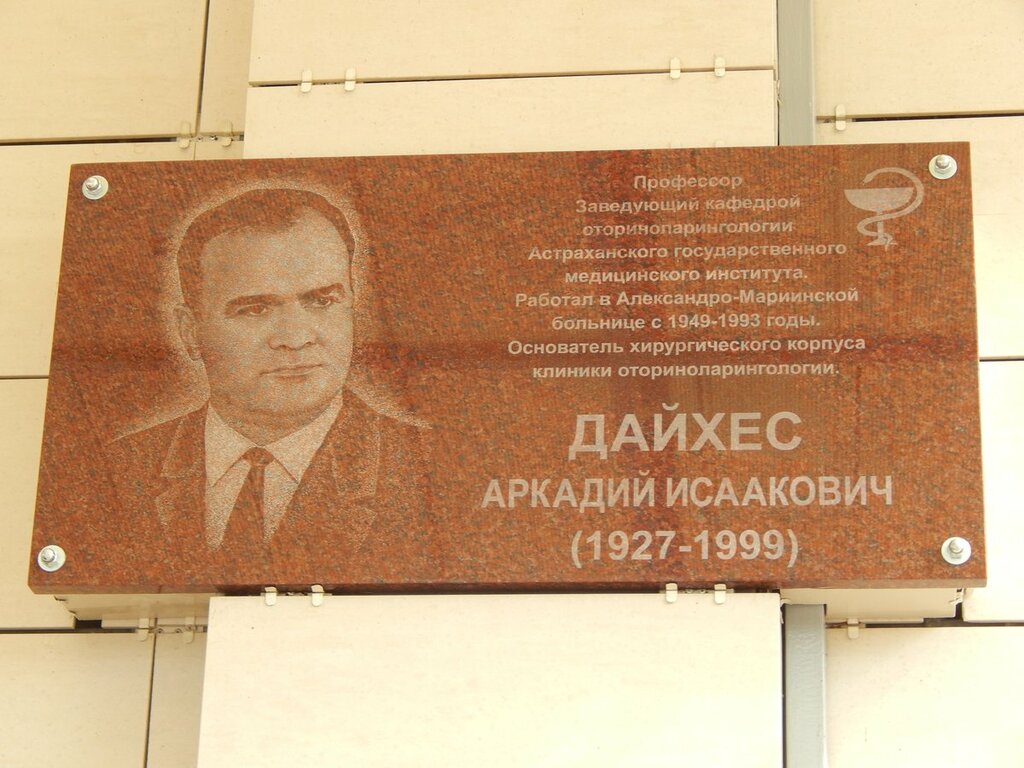 Профессор
Заведующий кафедрой
оториноларингологии
Астраханского государственного
медицинского института.
Работал в Александро-Мариинской
больнице с 1949-1993 годы.
Основатель хирургического корпуса
клиники оториноларингологии.
ДАЙХЕС
АРКАДИЙ ИСААКОВИЧ
(1927-1999)